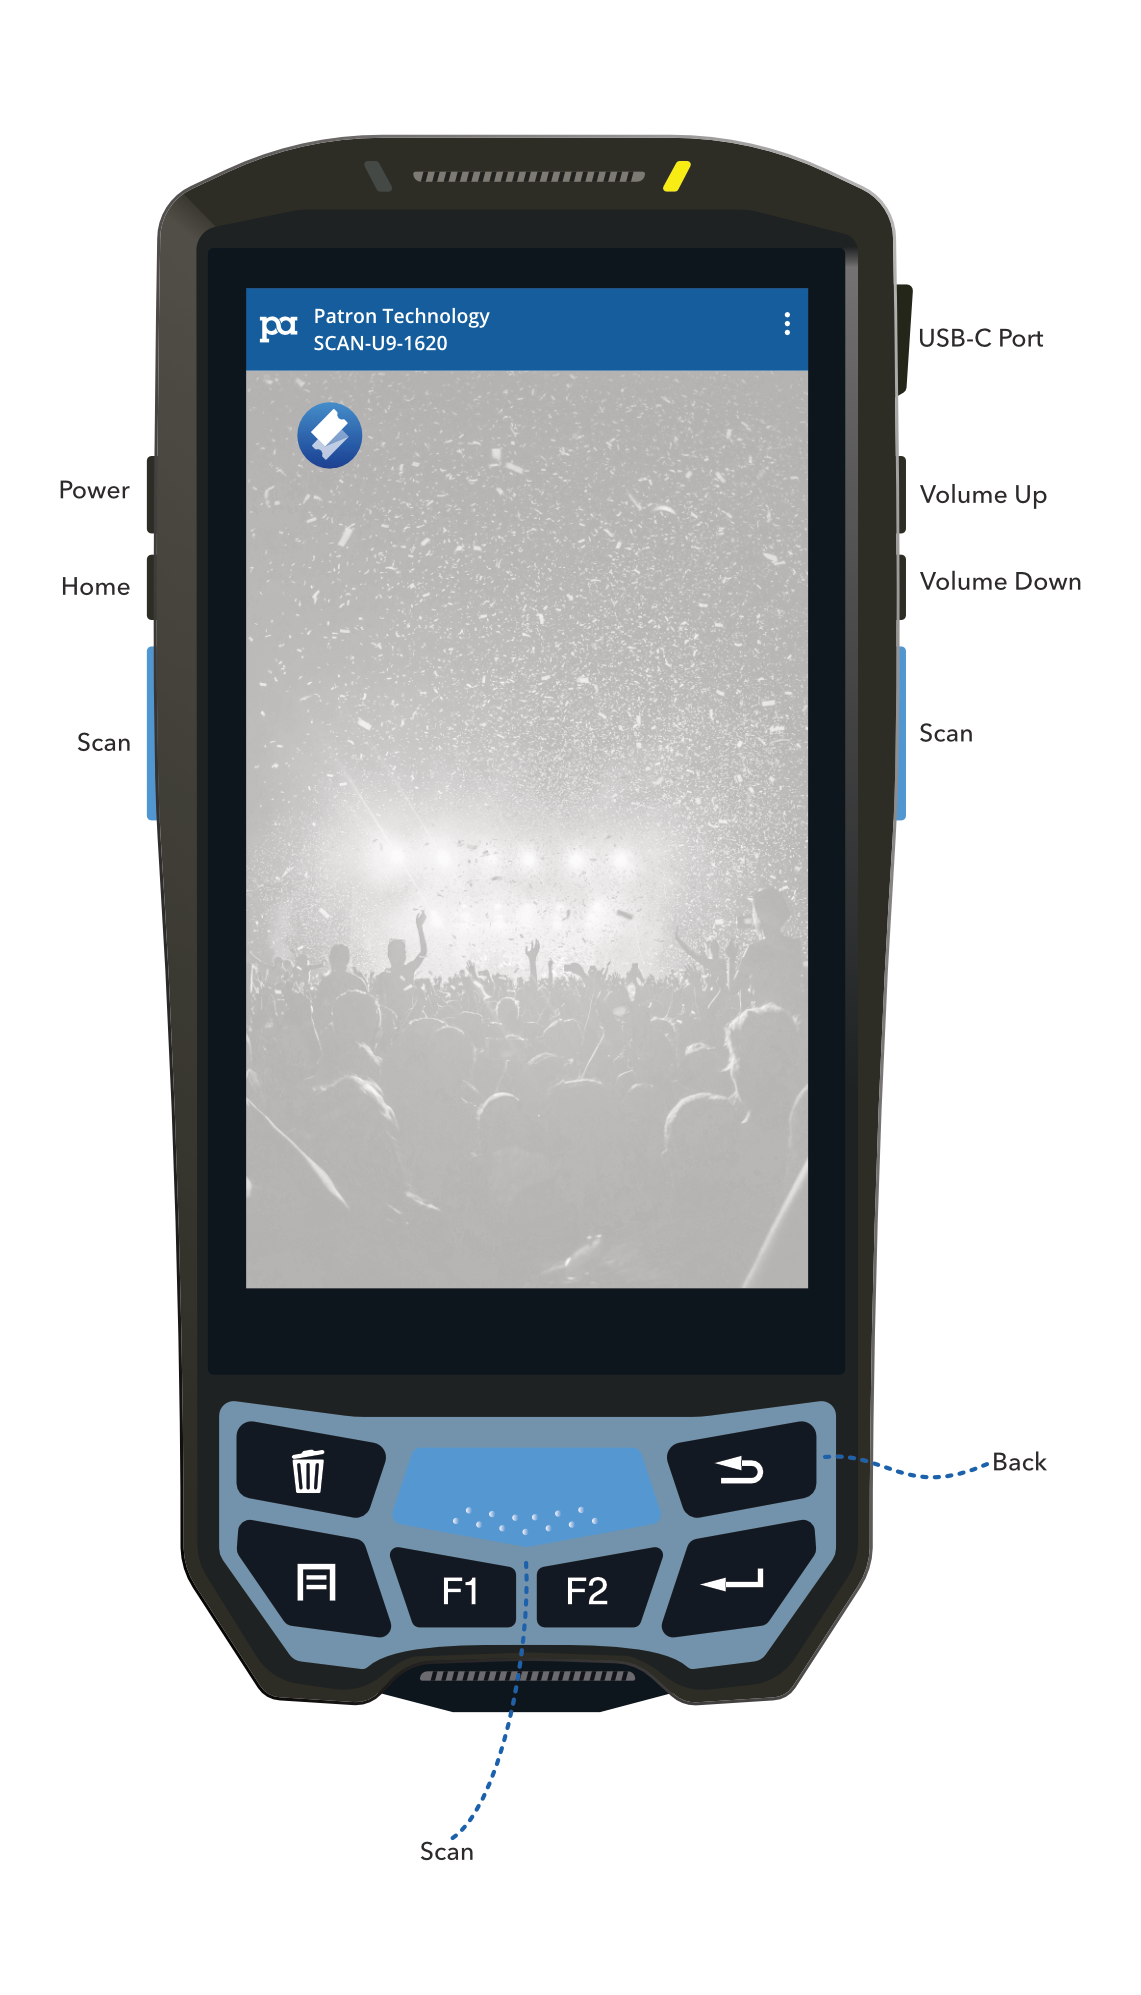 pa
Patron Technology
SCAN-U9-1620
USB-C Port
Power
Volume Up
Home
Volume Down
Scan
Scan
Back
F1
F2
Scan